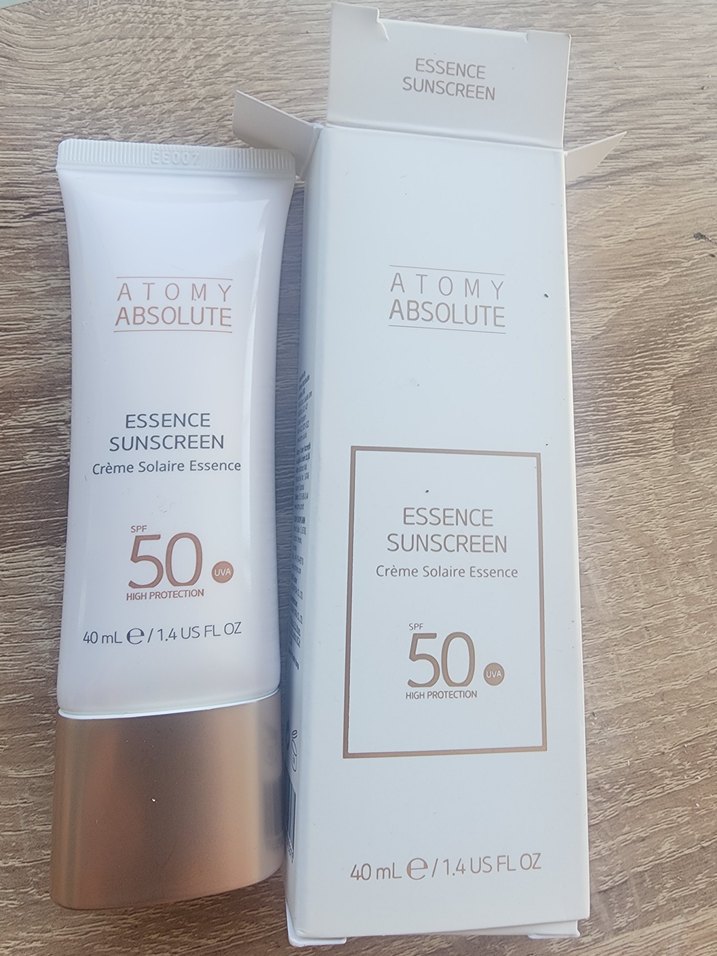 ATOMY
ABSOLUTE
ESSENCE
SUNSCREEN
Crème Solaire Essence
SPF
50 UVA
HIGH PROTECTION
40 mL e / 1.4 US FL OZ
ESSENCE
SUNSCREEN
ATOMY
ABSOLUTE
ESSENCE
SUNSCREEN
Crème Solaire Essence
SPF
50 UVA
HIGH PROTECTION
40 mL e / 1.4 US FL OZ